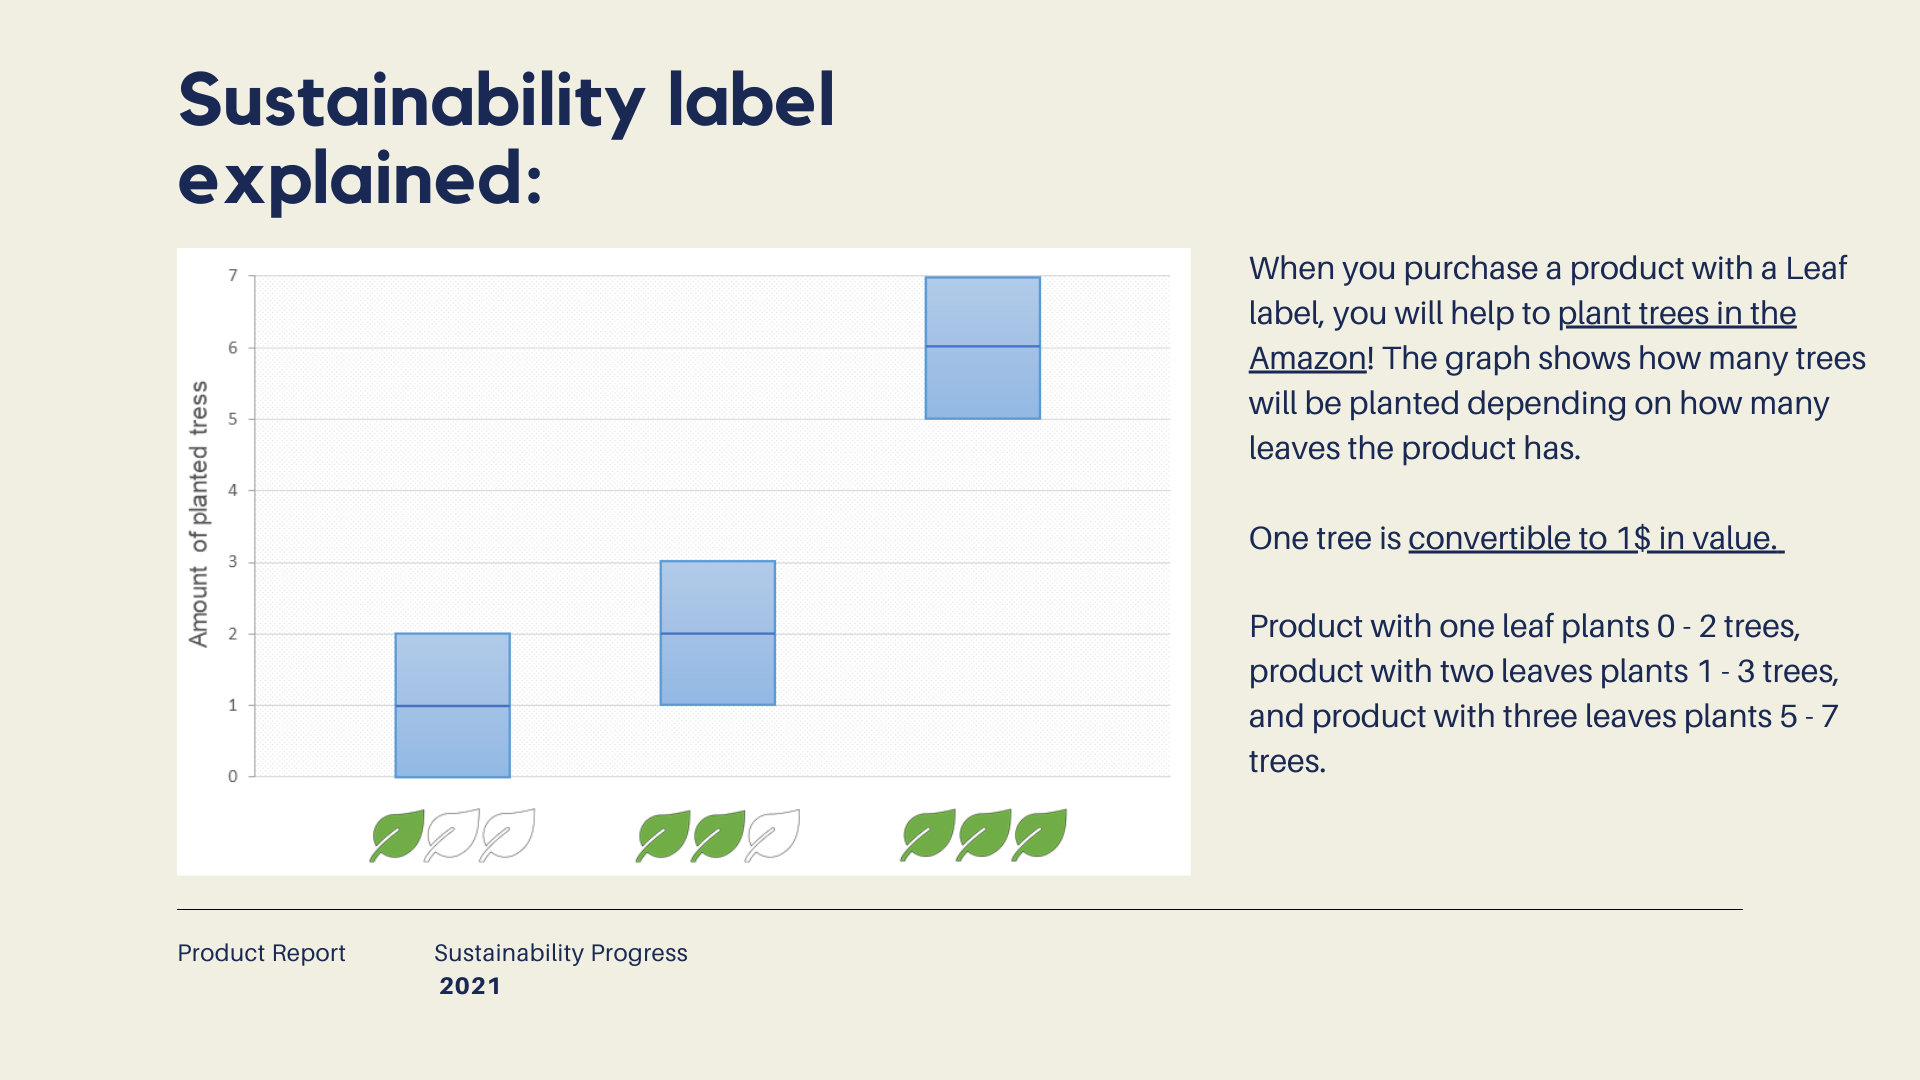 Sustainability label
explained:
7
6
5
4
3
2
1
0
Amount of planted tress
When you purchase a product with a Leaf
label, you will help to plant trees in the
Amazon! The graph shows how many trees
will be planted depending on how many
leaves the product has.
One tree is convertible to 1$ in value.
Product with one leaf plants 0 - 2 trees,
product with two leaves plants 1 - 3 trees,
and product with three leaves plants 5 - 7
trees.
Product Report
Sustainability Progress
2021